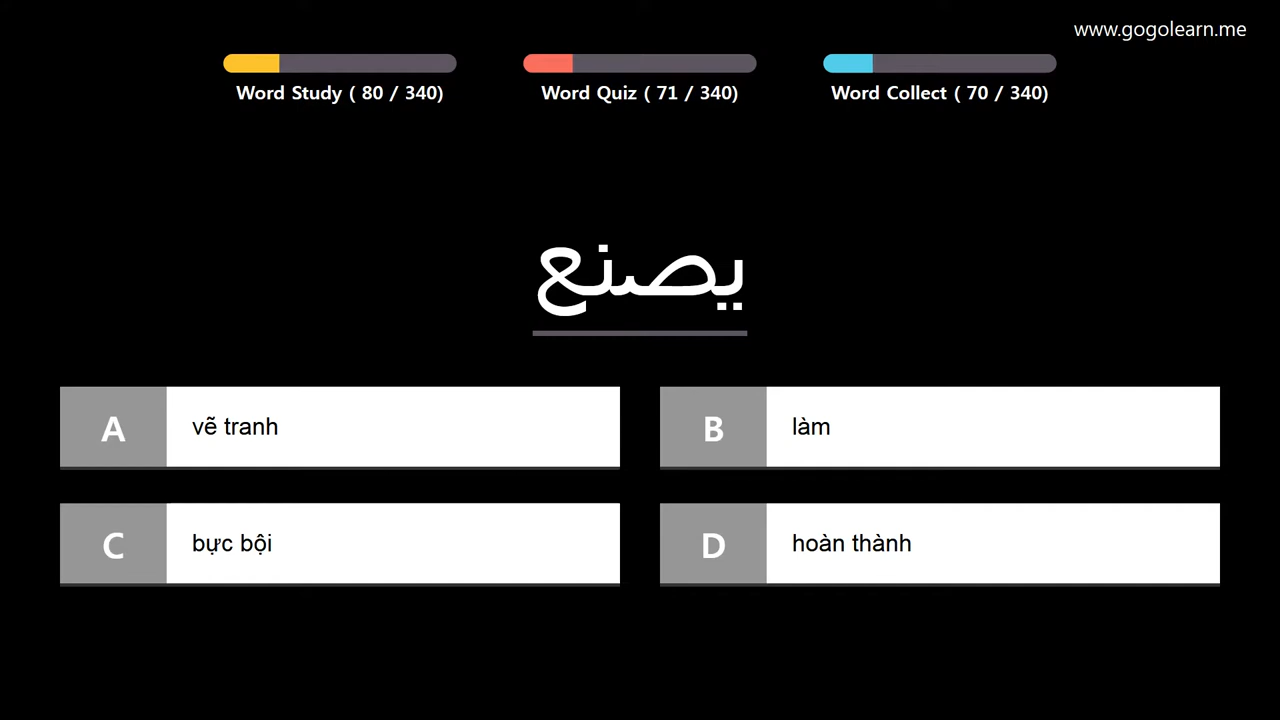 www.gogolearn.me
Word Study ( 80 / 340)
Word Quiz ( 71 / 340)
Word Collect ( 70 / 340)
يصنع
A vẽ tranh
B làm
C bực bội
D hoàn thành